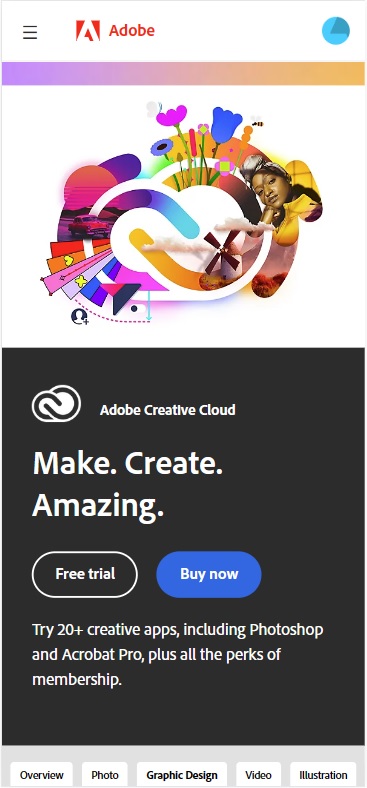 Adobe
Adobe Creative Cloud
Make. Create.
Amazing.
Free trial Buy now
Try 20+ creative apps, including Photoshop
and Acrobat Pro, plus all the perks of
membership.
Overview Photo Graphic Design Video Illustration